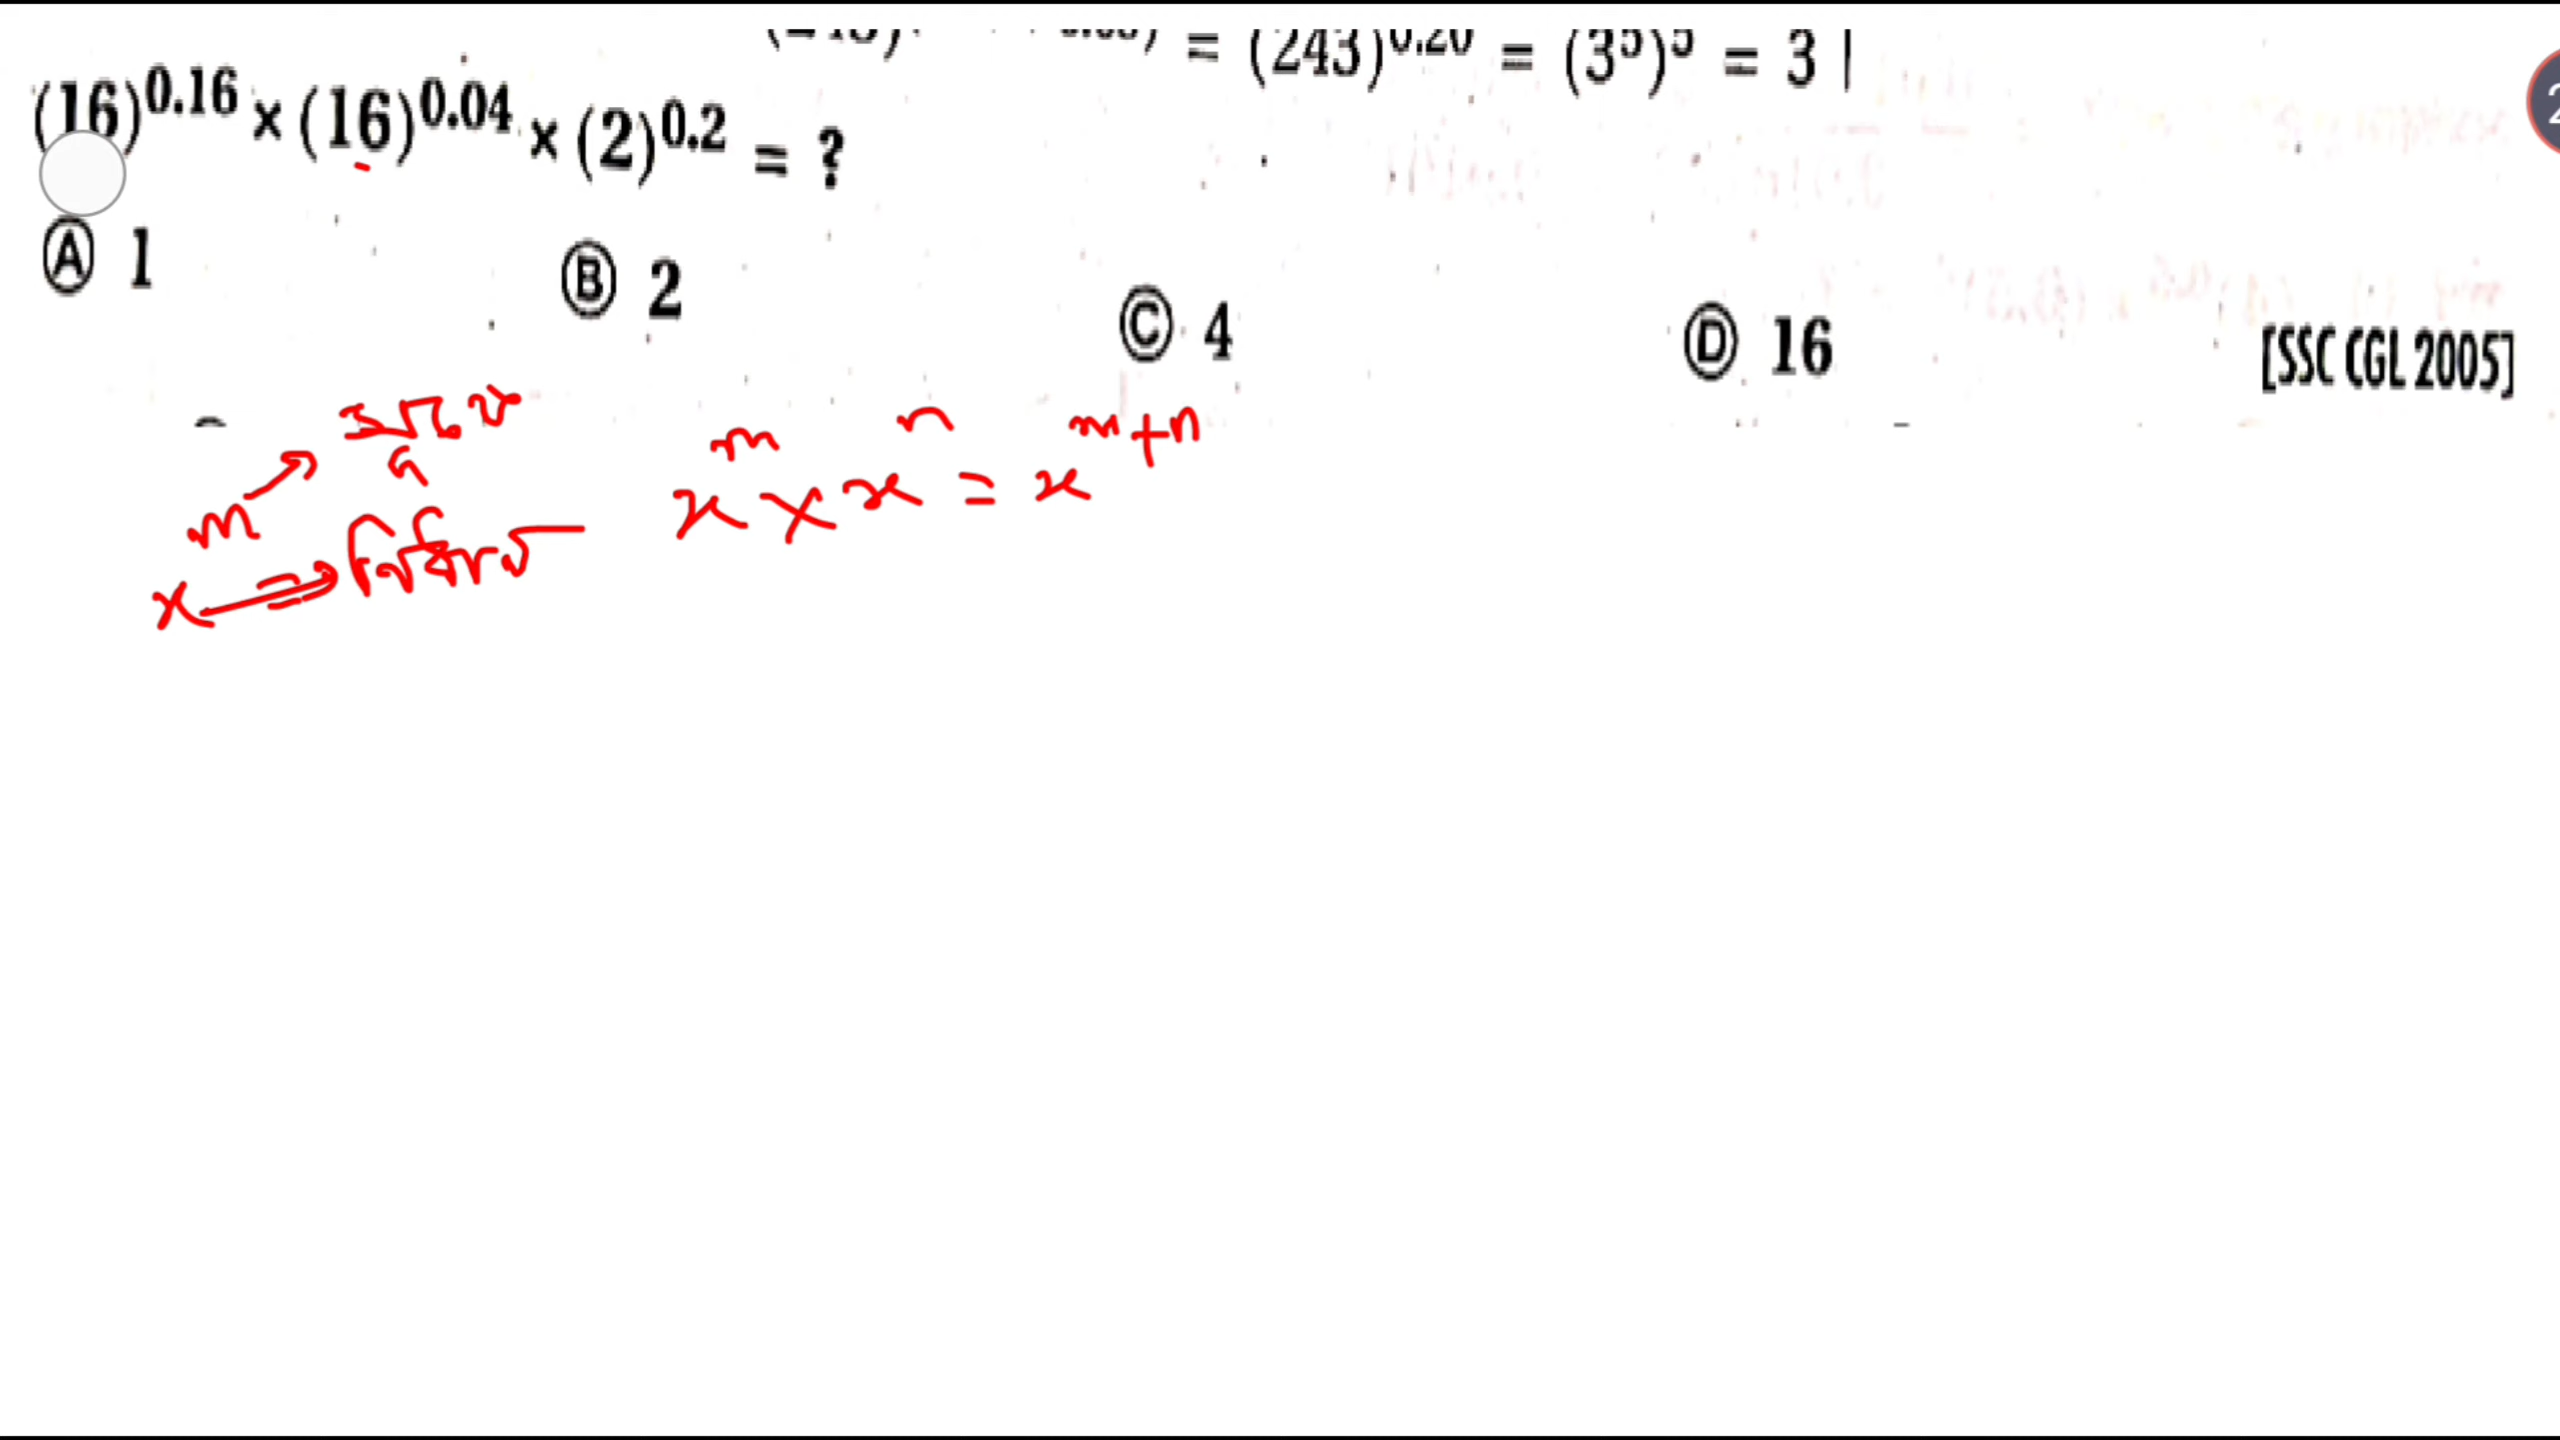 = (243)^0.20 = (3^5)^5 = 3 |
(16)^0.16 × (16)^0.04 × (2)^0.2 = ?
Ⓐ 1 Ⓑ 2 Ⓒ 4 Ⓓ 16 [SSC CGL 2005]
m →
x^m × x^n = x^m+n
x → নিধান